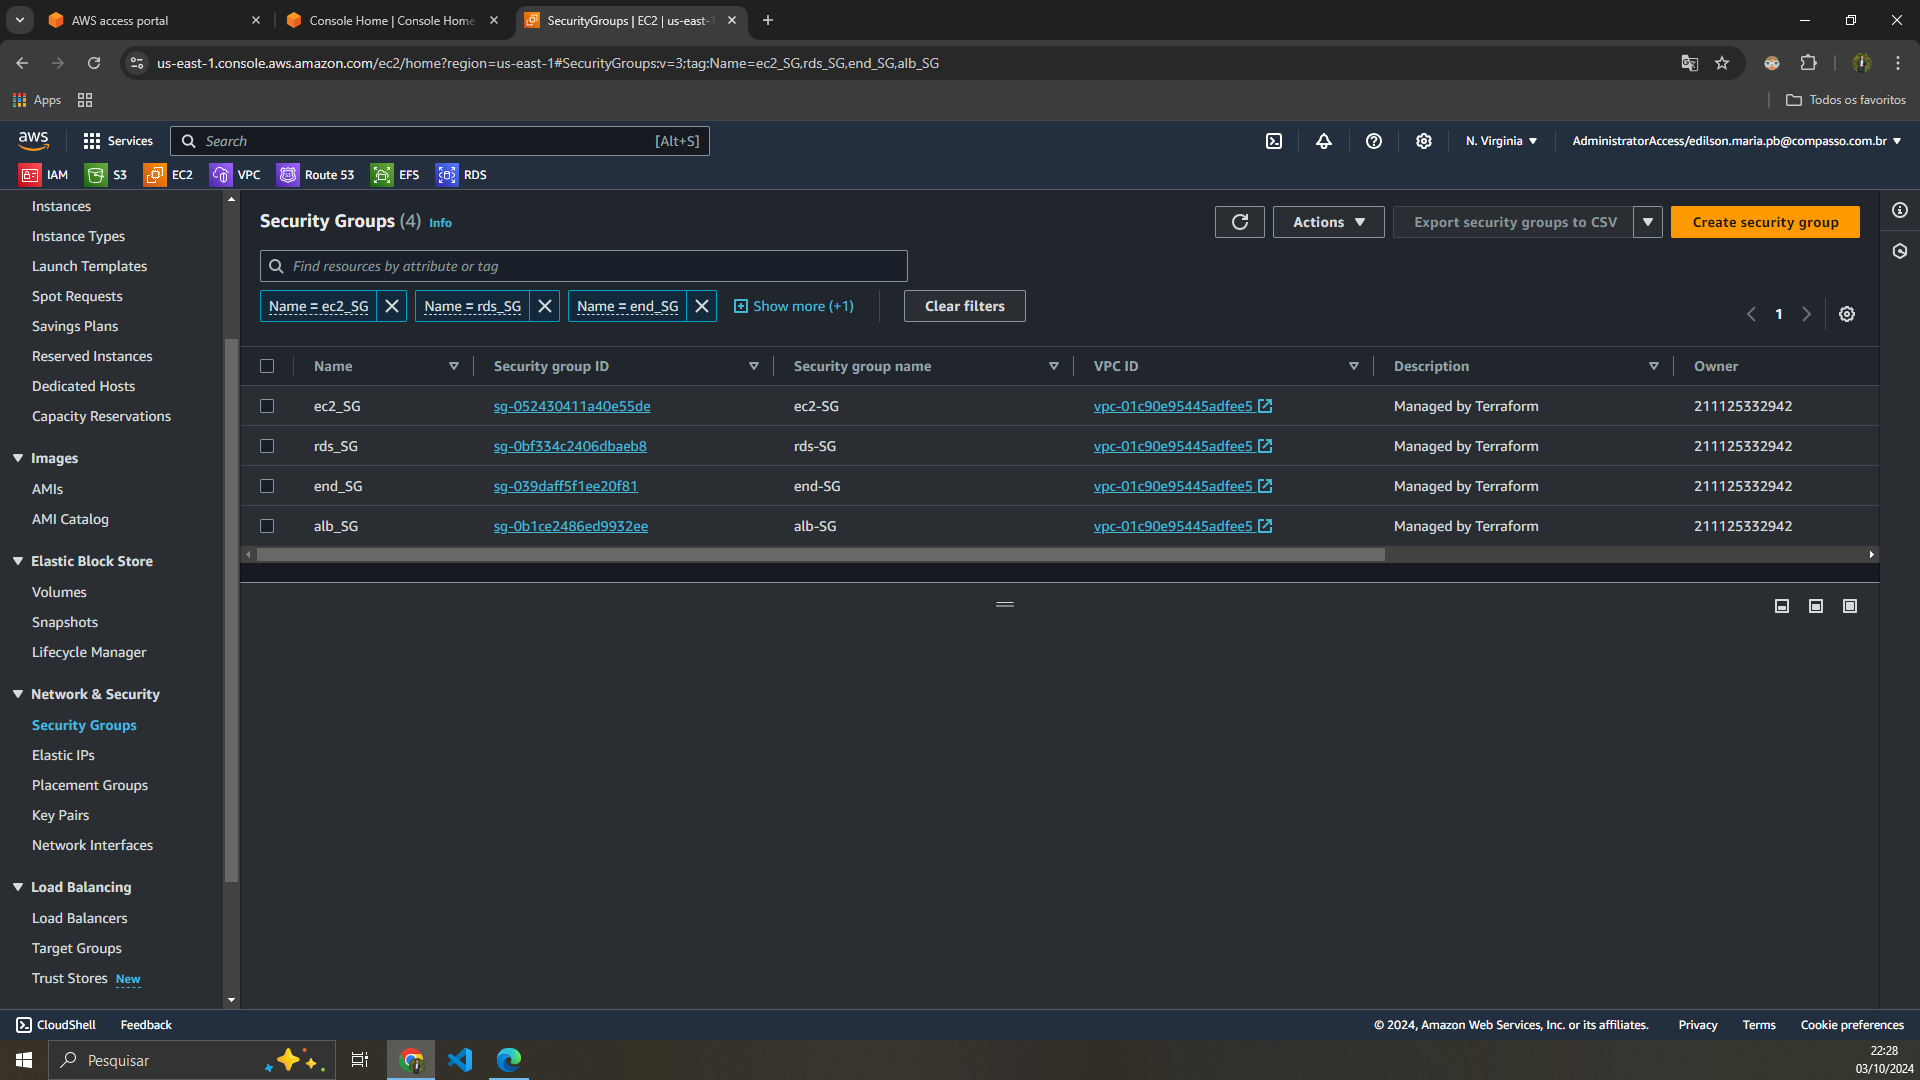 AWS access portal
Console Home | Console Home
SecurityGroups | EC2 | us-east-1
us-east-1.console.aws.amazon.com/ec2/home?region=us-east-1#SecurityGroups:v=3;tag:Name=ec2_SG,rds_SG,end_SG,alb_SG
Apps
Todos os favoritos
aws Services Search [Alt+S] N. Virginia AdministratorAccess/edilson.maria.pb@compasso.com.br
IAM S3 EC2 VPC Route 53 EFS RDS
Instances
Instance Types
Launch Templates
Spot Requests
Savings Plans
Reserved Instances
Dedicated Hosts
Capacity Reservations
Images
AMIs
AMI Catalog
Elastic Block Store
Volumes
Snapshots
Lifecycle Manager
Network & Security
Security Groups
Elastic IPs
Placement Groups
Key Pairs
Network Interfaces
Load Balancing
Load Balancers
Target Groups
Trust Stores New
Security Groups (4) Info
Actions Export security groups to CSV Create security group
Find resources by attribute or tag
Name = ec2_SG Name = rds_SG Name = end_SG Show more (+1) Clear filters
1
Name Security group ID Security group name VPC ID Description Owner
ec2_SG sg-052430411a40e55de ec2-SG vpc-01c90e95445adfee5 Managed by Terraform 211125332942
rds_SG sg-0bf334c2406dbaeb8 rds-SG vpc-01c90e95445adfee5 Managed by Terraform 211125332942
end_SG sg-039daff5f1ee20f81 end-SG vpc-01c90e95445adfee5 Managed by Terraform 211125332942
alb_SG sg-0b1ce2486ed9932ee alb-SG vpc-01c90e95445adfee5 Managed by Terraform 211125332942
CloudShell Feedback © 2024, Amazon Web Services, Inc. or its affiliates. Privacy Terms Cookie preferences
Pesquisar
22:28
03/10/2024